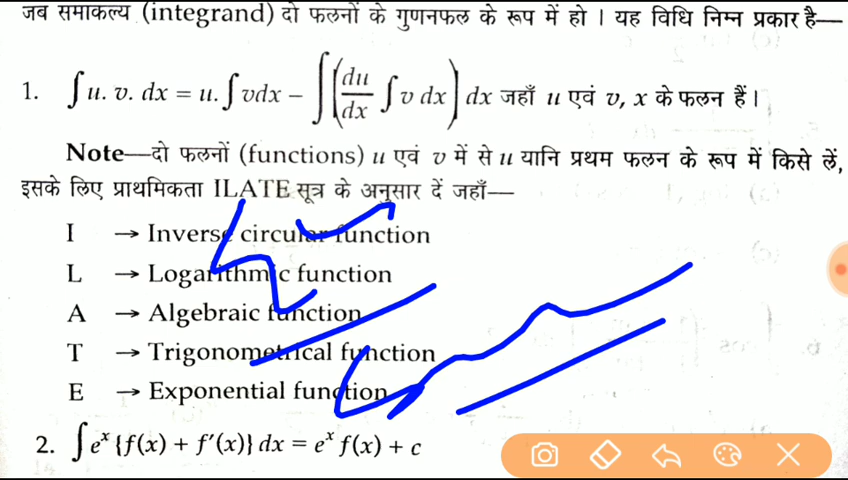 जब समाकल्य (integrand) दो फलनों के गुणनफल के रूप में हो । यह विधि निम्न प्रकार है—
1. ∫u. v. dx = u. ∫vdx – ∫(du/dx ∫v dx) dx जहाँ u एवं v, x के फलन हैं।
Note—दो फलनों (functions) u एवं v में से u यानि प्रथम फलन के रूप में किसे लें,
इसके लिए प्राथमिकता ILATE सूत्र के अनुसार दें जहाँ—
I → Inverse circular function
L → Logarithmic function
A → Algebraic function
T → Trigonometrical function
E → Exponential function
2. ∫eˣ {f(x) + f′(x)} dx = eˣ f(x) + c